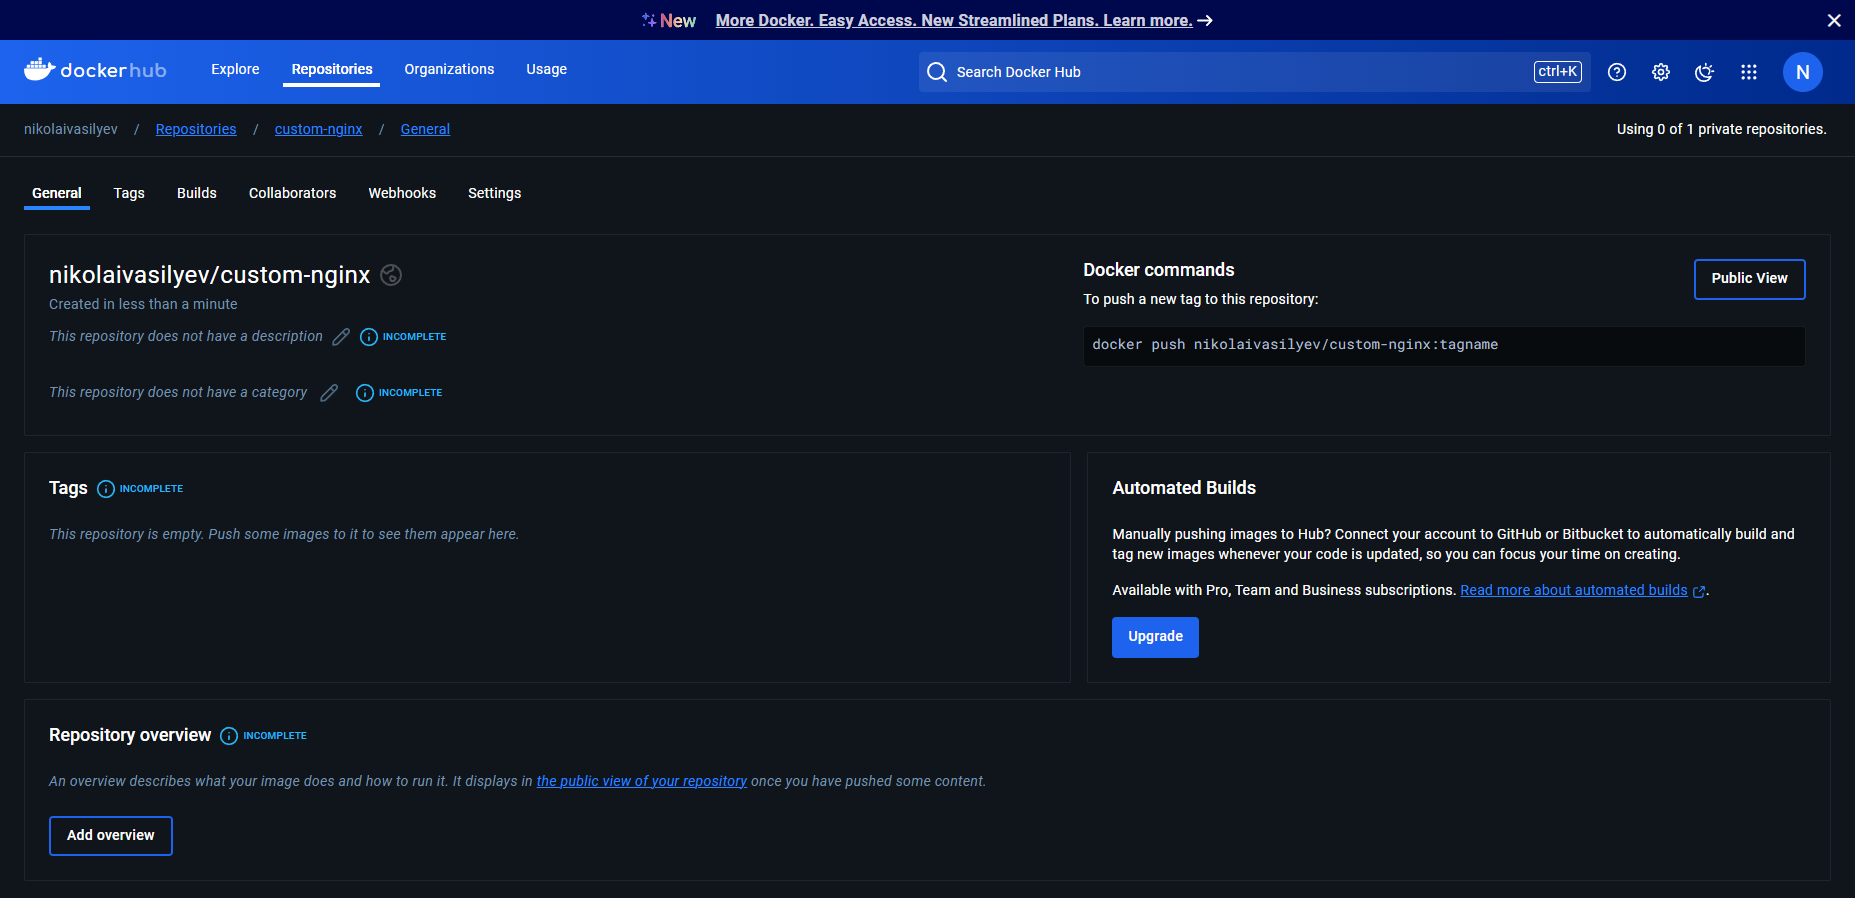 New More Docker. Easy Access. New Streamlined Plans. Learn more. →
dockerhub Explore Repositories Organizations Usage Search Docker Hub ctrl+K N
nikolaivasilyev / Repositories / custom-nginx / General Using 0 of 1 private repositories.
General Tags Builds Collaborators Webhooks Settings
nikolaivasilyev/custom-nginx
Created in less than a minute
This repository does not have a description INCOMPLETE
This repository does not have a category INCOMPLETE
Docker commands
To push a new tag to this repository:
Public View
docker push nikolaivasilyev/custom-nginx:tagname
Tags INCOMPLETE
This repository is empty. Push some images to it to see them appear here.
Automated Builds
Manually pushing images to Hub? Connect your account to GitHub or Bitbucket to automatically build and
tag new images whenever your code is updated, so you can focus your time on creating.
Available with Pro, Team and Business subscriptions. Read more about automated builds .
Upgrade
Repository overview INCOMPLETE
An overview describes what your image does and how to run it. It displays in the public view of your repository once you have pushed some content.
Add overview